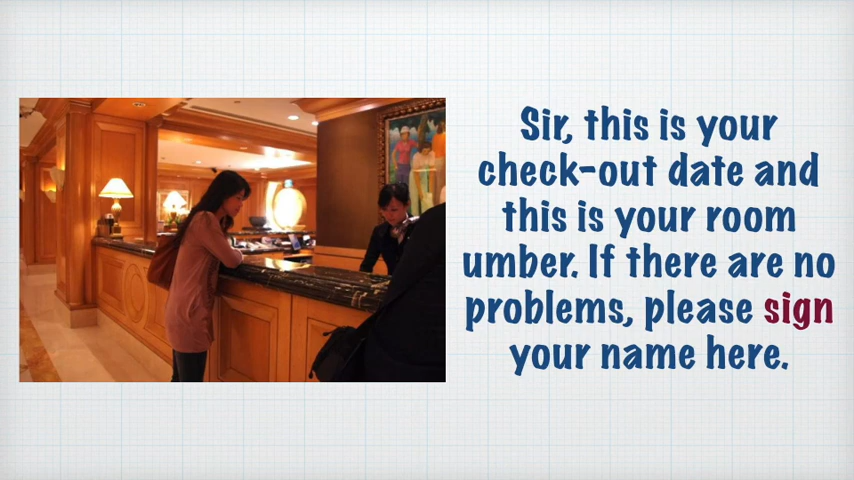 Sir, this is your
check-out date and
this is your room
umber. If there are no
problems, please sign
your name here.